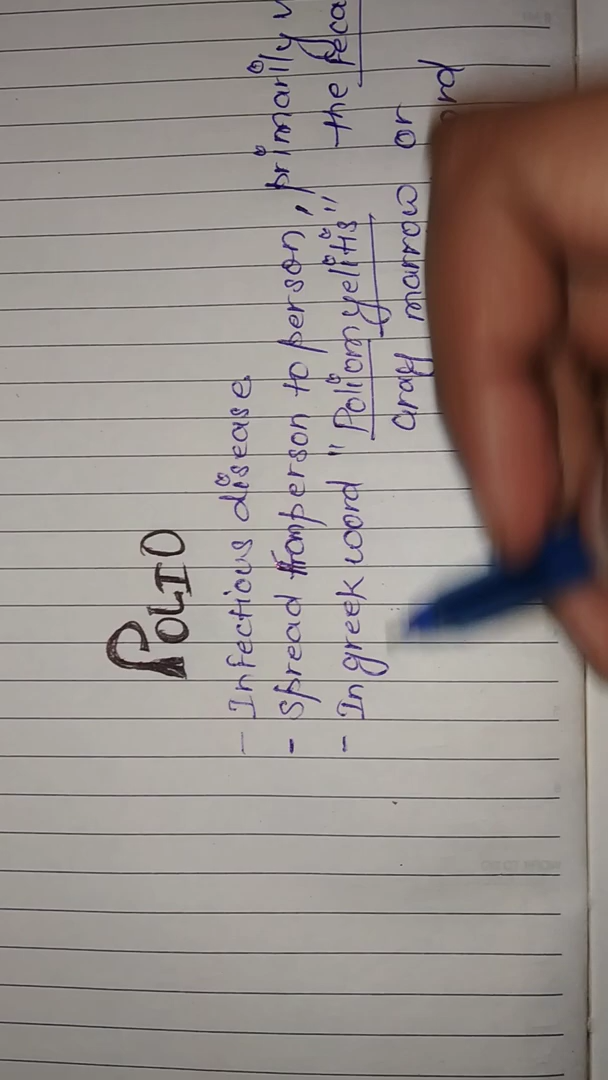 POLIO
- Infectious disease
- Spread from person to person, primarily
the
- In greek word "Poliomyelitis"
gray marrow or